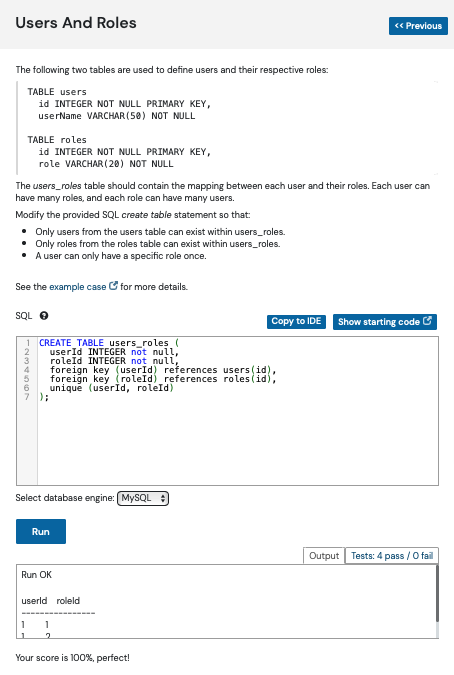 Users And Roles
<< Previous
The following two tables are used to define users and their respective roles:
TABLE users
id INTEGER NOT NULL PRIMARY KEY,
userName VARCHAR(50) NOT NULL
TABLE roles
id INTEGER NOT NULL PRIMARY KEY,
role VARCHAR(20) NOT NULL
The users_roles table should contain the mapping between each user and their roles. Each user can
have many roles, and each role can have many users.
Modify the provided SQL create table statement so that:
• Only users from the users table can exist within users_roles.
• Only roles from the roles table can exist within users_roles.
• A user can only have a specific role once.
See the example case for more details.
SQL ?
Copy to IDE
Show starting code
1 CREATE TABLE users_roles (
2 userId INTEGER not null,
3 roleId INTEGER not null,
4 foreign key (userId) references users(id),
5 foreign key (roleId) references roles(id),
6 unique (userId, roleId)
7 );
Select database engine: MySQL
Run
Output
Tests: 4 pass / 0 fail
Run OK
userId roleId
----------------
1 1
1 2
Your score is 100%, perfect!